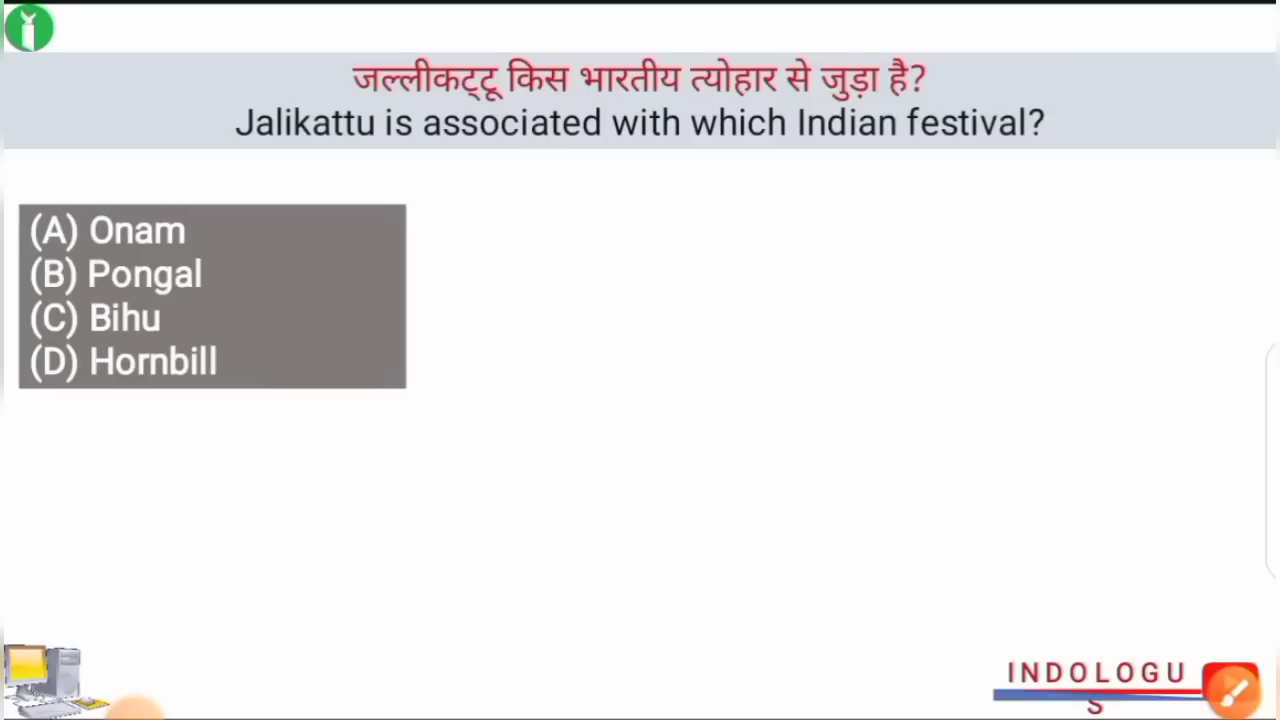 जल्लीकट्टू किस भारतीय त्योहार से जुड़ा है?
Jalikattu is associated with which Indian festival?
(A) Onam
(B) Pongal
(C) Bihu
(D) Hornbill
INDOLOGU
S